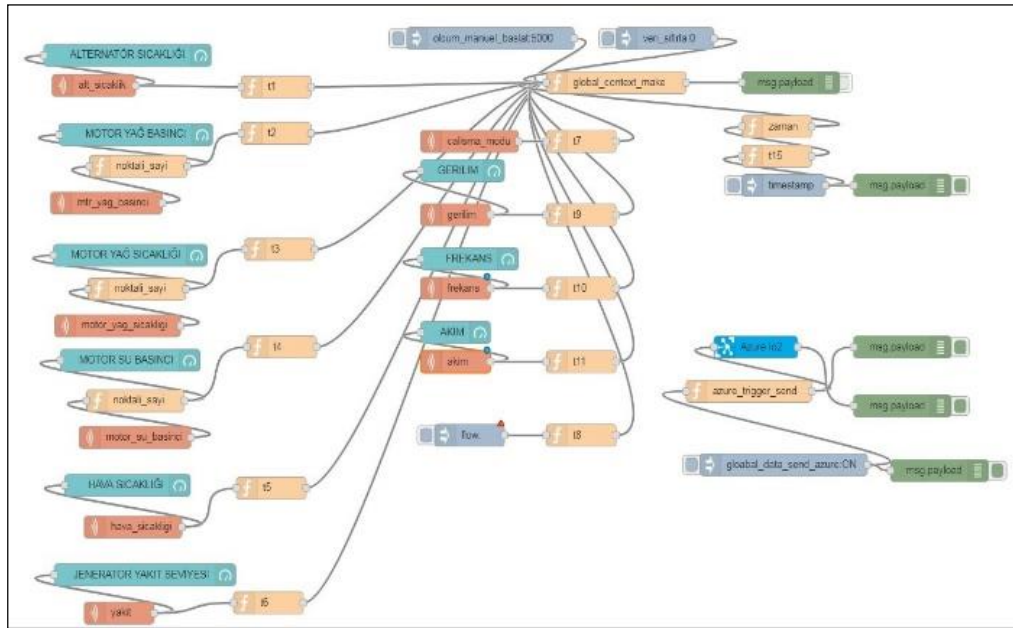 ALTERNATÖR SICAKLIĞI
alt_sicaklik
t1
MOTOR YAĞ BASINCI
t2
noktali_sayi
mtr_yag_basinci
MOTOR YAĞ SICAKLIĞI
t3
noktali_sayi
motor_yag_sicakligi
MOTOR SU BASINCI
t4
noktali_sayi
motor_su_basinci
HAVA SICAKLIĞI
t5
hava_sicakligi
JENERATOR YAKIT SEVIYESI
t6
yakit
olcum_manuel_baslat:5000
veri_sifirla:0
global_context_make
msg.payload
calisma_modu
t7
GERILIM
gerilim
t9
FREKANS
frekans
t10
AKIM
akim
t11
flow.
t8
zaman
t15
timestamp
msg.payload
Azure IoT
msg.payload
azure_trigger_send
msg.payload
gloabal_data_send_azure:ON
msg.payload